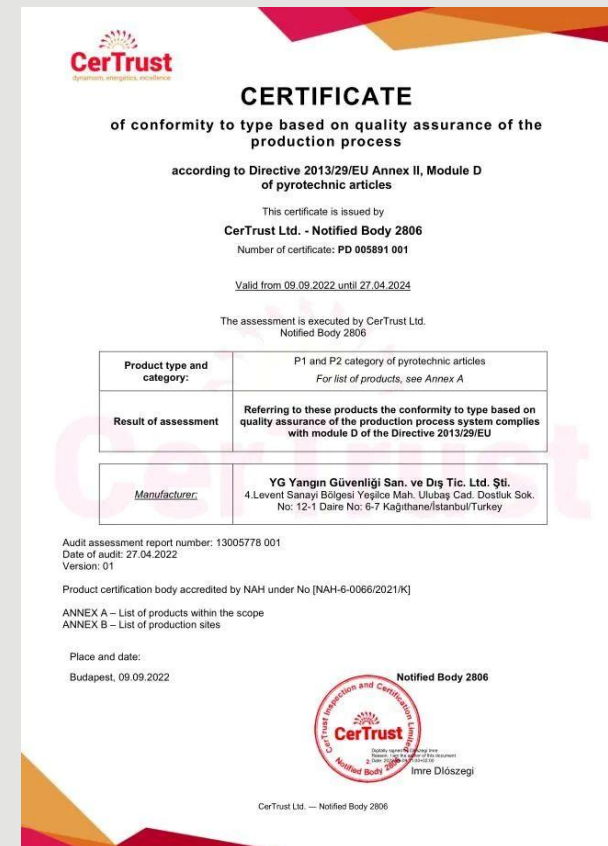 CerTrust
dynamism, energetics, excellence
CERTIFICATE
of conformity to type based on quality assurance of the
production process
according to Directive 2013/29/EU Annex II, Module D
of pyrotechnic articles
This certificate is issued by
CerTrust Ltd. - Notified Body 2806
Number of certificate: PD 005891 001
Valid from 09.09.2022 until 27.04.2024
The assessment is executed by CerTrust Ltd.
Notified Body 2806
Product type and
category:
P1 and P2 category of pyrotechnic articles
For list of products, see Annex A
Result of assessment
Referring to these products the conformity to type based on
quality assurance of the production process system complies
with module D of the Directive 2013/29/EU
CerTrust
Manufacturer:
YG Yangın Güvenliği San. ve Dış Tic. Ltd. Şti.
4.Levent Sanayi Bölgesi Yeşilce Mah. Ulubaş Cad. Dostluk Sok.
No: 12-1 Daire No: 6-7 Kağıthane/İstanbul/Turkey
Audit assessment report number: 13005778 001
Date of audit: 27.04.2022
Version: 01
Product certification body accredited by NAH under No [NAH-6-0066/2021/K]
ANNEX A – List of products within the scope
ANNEX B – List of production sites
Place and date:
Budapest, 09.09.2022
Notified Body 2806
CerTrust Inspection and Certification Limited
CerTrust
Notified Body 2806
Imre Dlószegi
CerTrust Ltd. — Notified Body 2806